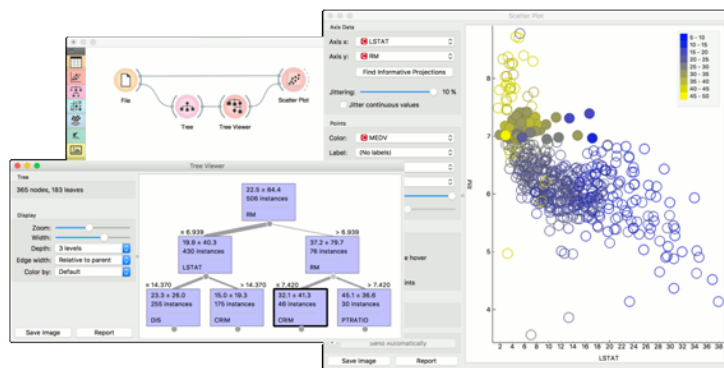 File
Tree
Tree Viewer
Scatter Plot
Tree Viewer
Tree
365 nodes, 183 leaves
Display
Zoom:
Width:
Depth: 3 levels
Edge width: Relative to parent
Color by: Default
Save Image
Report
22.5 ± 84.4
506 instances
RM
≤ 6.939
> 6.939
19.9 ± 40.3
430 instances
LSTAT
37.2 ± 79.7
76 instances
RM
≤ 14.370
> 14.370
≤ 7.420
> 7.420
23.3 ± 26.0
255 instances
DIS
15.0 ± 19.3
175 instances
CRIM
32.1 ± 41.3
46 instances
CRIM
45.1 ± 36.6
30 instances
PTRATIO
Scatter Plot
Axis Data
Axis x: C LSTAT
Axis y: C RM
Find Informative Projections
Jittering: 10 %
Jitter continuous values
Points
Color: C MEDV
Label: (No labels)
hover
Send Automatically
Save Image
Report
5 - 10
10 - 15
15 - 20
20 - 25
25 - 30
30 - 35
35 - 40
40 - 45
45 - 50
RM
8
7
6
5
4
2 4 6 8 10 12 14 16 18 20 22 24 26 28 30 32 34 36 38
LSTAT